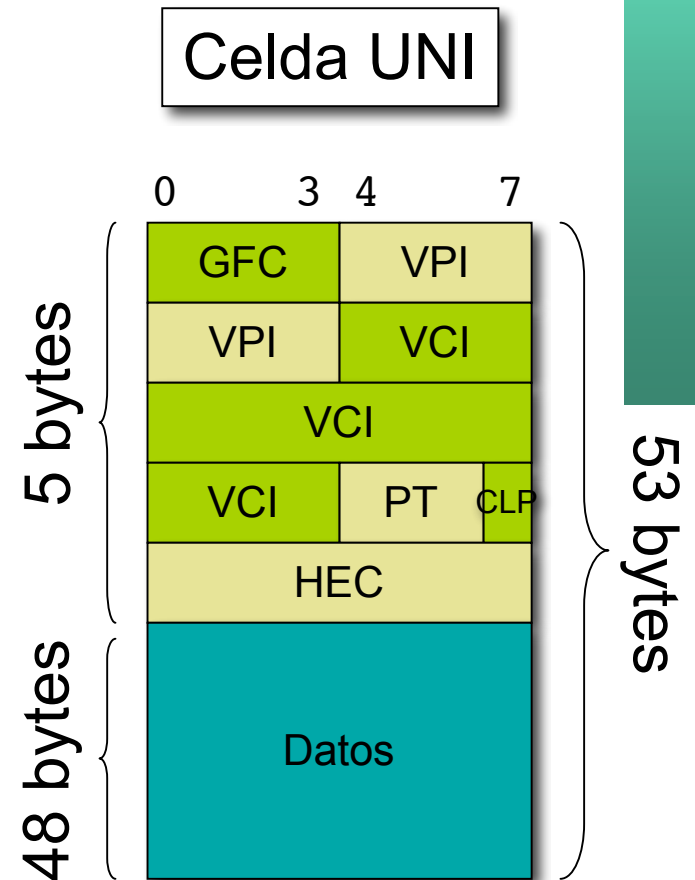 Celda UNI
0 3 4 7
GFC VPI
VPI VCI
VCI
VCI PT CLP
HEC
5 bytes
53 bytes
Datos
48 bytes